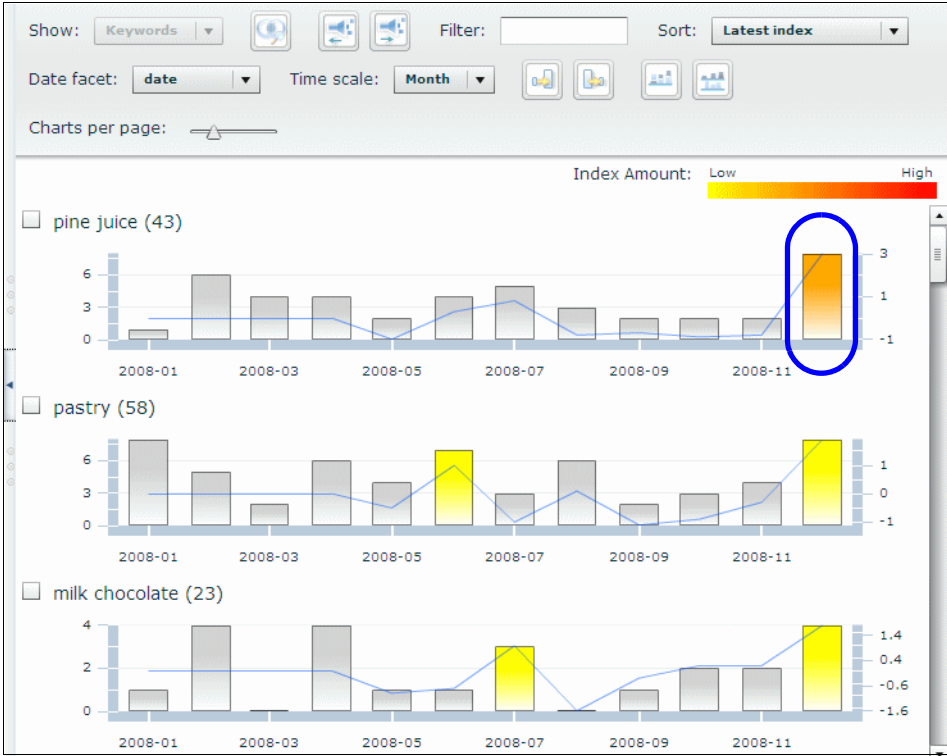 Show: Keywords Filter: Sort: Latest index
Date facet: date Time scale: Month
Charts per page:
Index Amount: Low High
pine juice (43)
6 3
3 1
0 -1
2008-01 2008-03 2008-05 2008-07 2008-09 2008-11
pastry (58)
6 1
3 0
0 -1
2008-01 2008-03 2008-05 2008-07 2008-09 2008-11
milk chocolate (23)
4 1.4
2 0.4
-0.6
0 -1.6
2008-01 2008-03 2008-05 2008-07 2008-09 2008-11